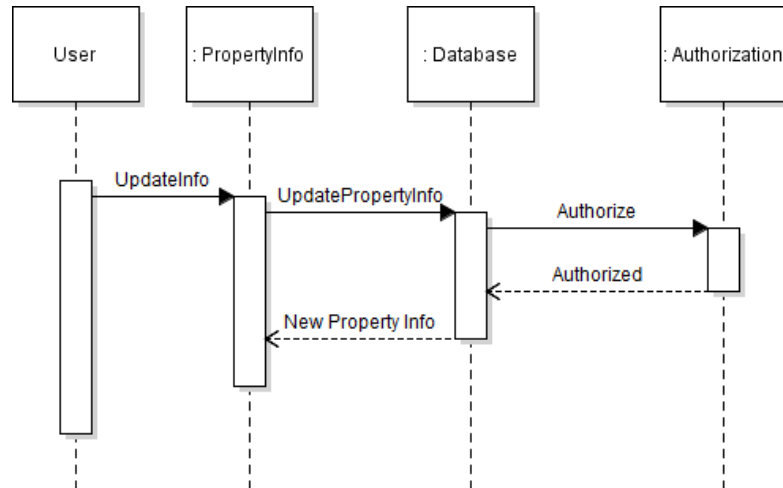 User
: PropertyInfo
: Database
: Authorization
UpdateInfo
UpdatePropertyInfo
Authorize
Authorized
New Property Info